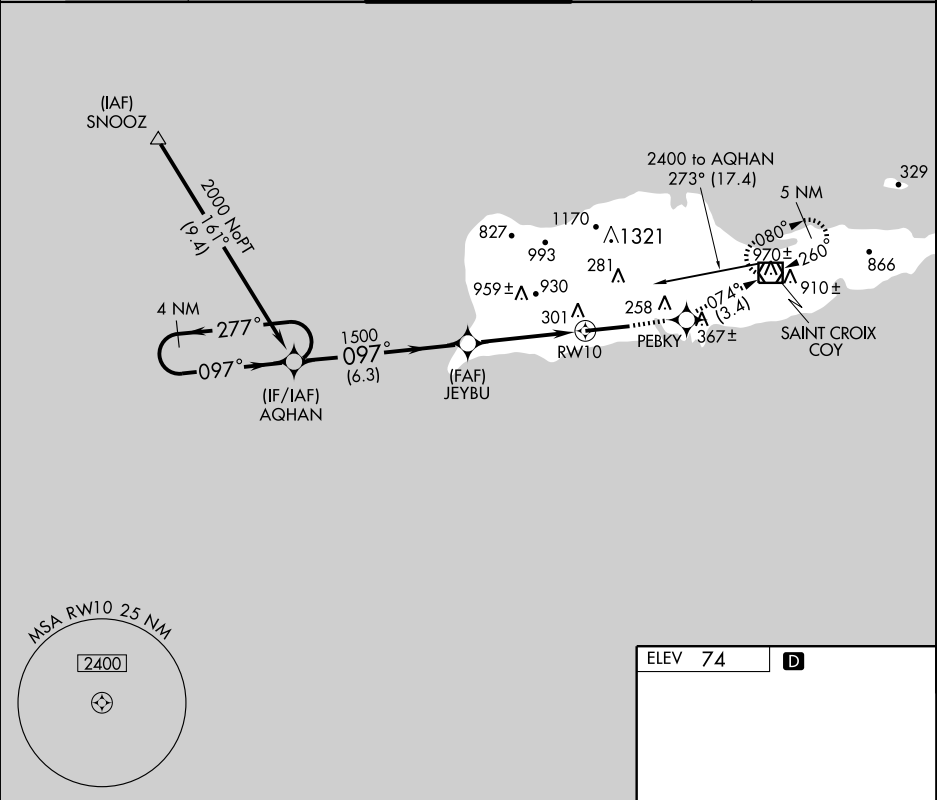 (IAF)
SNOOZ
2000 NoPT
161°
(9.4)
2400 to AQHAN
273° (17.4)
5 NM
329
827
1170
993
1321
080°
260°
970±
866
281
959±
930
910±
4 NM
277°
097°
1500
097°
(6.3)
301
258
074°
(3.4)
RW10
PEBKY
367±
SAINT CROIX
COY
(FAF)
JEYBU
(IF/IAF)
AQHAN
MSA RW10 25 NM
2400
ELEV 74
D